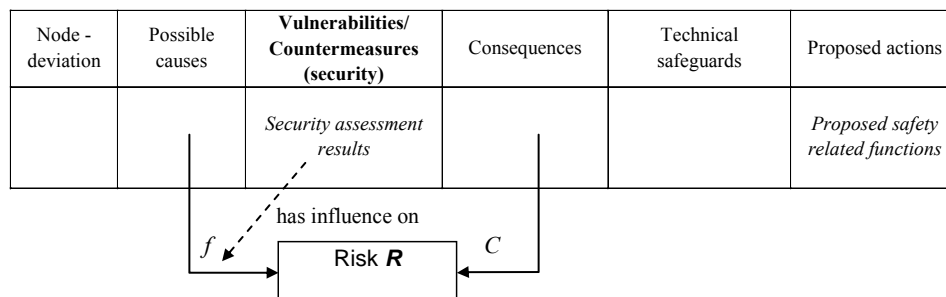 Node -
deviation
Possible
causes
Vulnerabilities/
Countermeasures
(security)
Consequences
Technical
safeguards
Proposed actions
Security assessment
results
Proposed safety
related functions
has influence on
f
Risk R
C